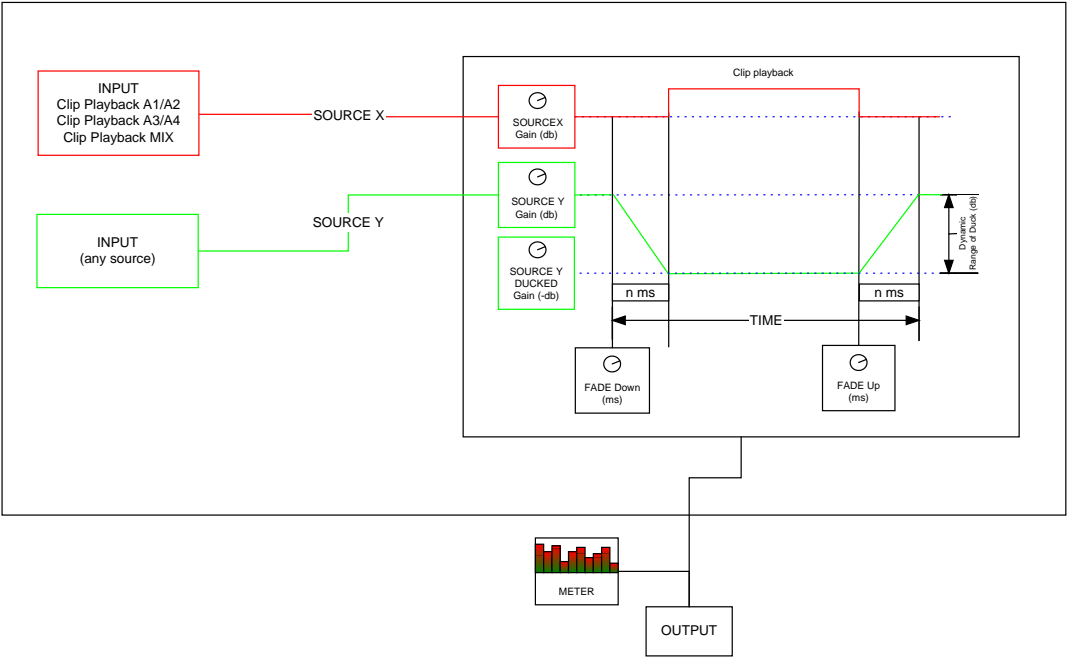 Clip playback
INPUT
Clip Playback A1/A2
Clip Playback A3/A4
Clip Playback MIX
SOURCE X
SOURCEX
Gain (db)
SOURCE Y
Gain (db)
INPUT
(any source)
SOURCE Y
SOURCE Y
DUCKED
Gain (-db)
Dynamic
Range of Duck (db)
n ms
n ms
TIME
FADE Down
(ms)
FADE Up
(ms)
METER
OUTPUT